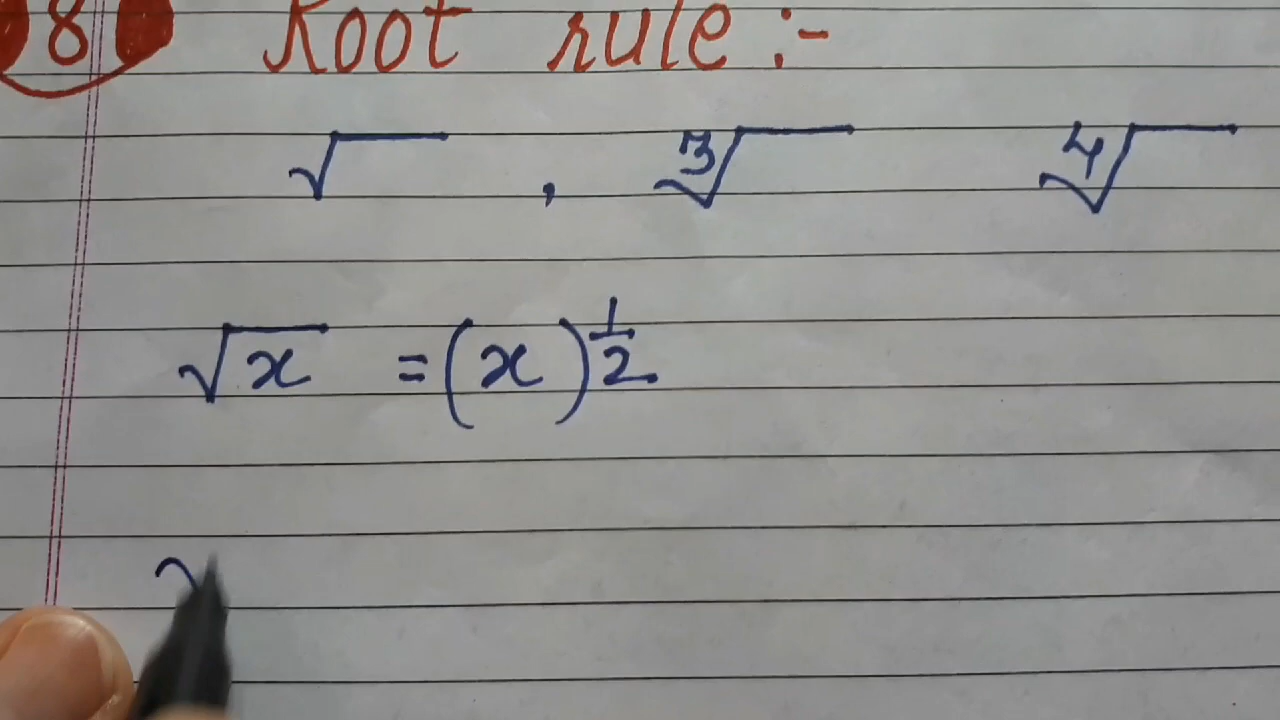 8 Root rule :-
√ , ∛ ∜
√x = (x)^(1/2)